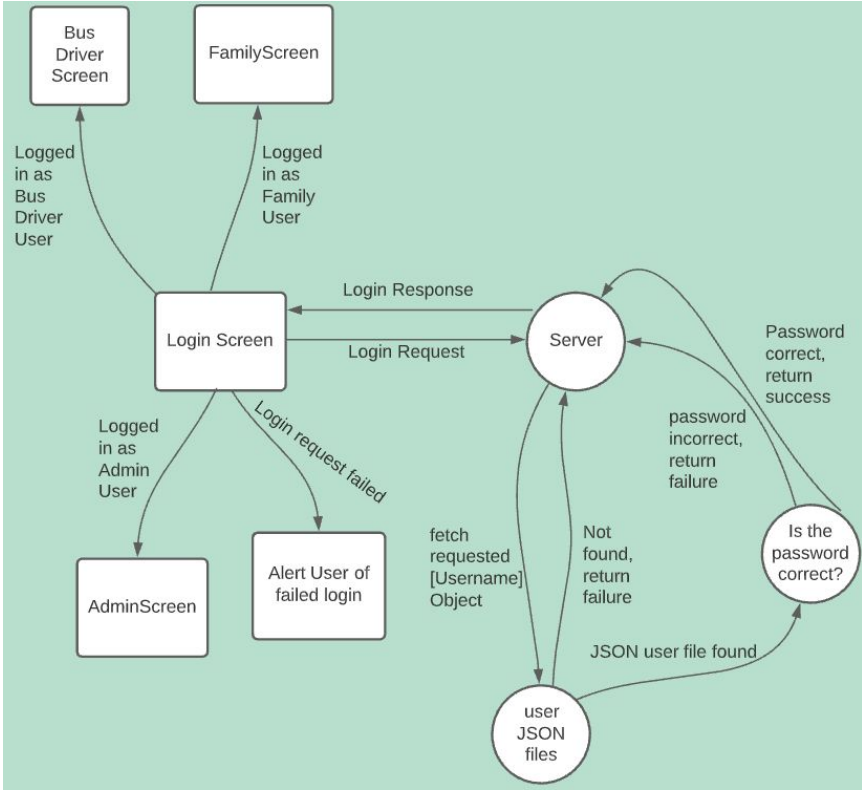 Bus
Driver
Screen
FamilyScreen
Logged
in as
Bus
Driver
User
Logged
in as
Family
User
Login Response
Login Screen
Login Request
Server
Password
correct,
return
success
password
incorrect,
return
failure
Logged
in as
Admin
User
Login request failed
fetch
requested
[Username]
Object
Not
found,
return
failure
Is the
password
correct?
AdminScreen
Alert User of
failed login
JSON user file found
user
JSON
files